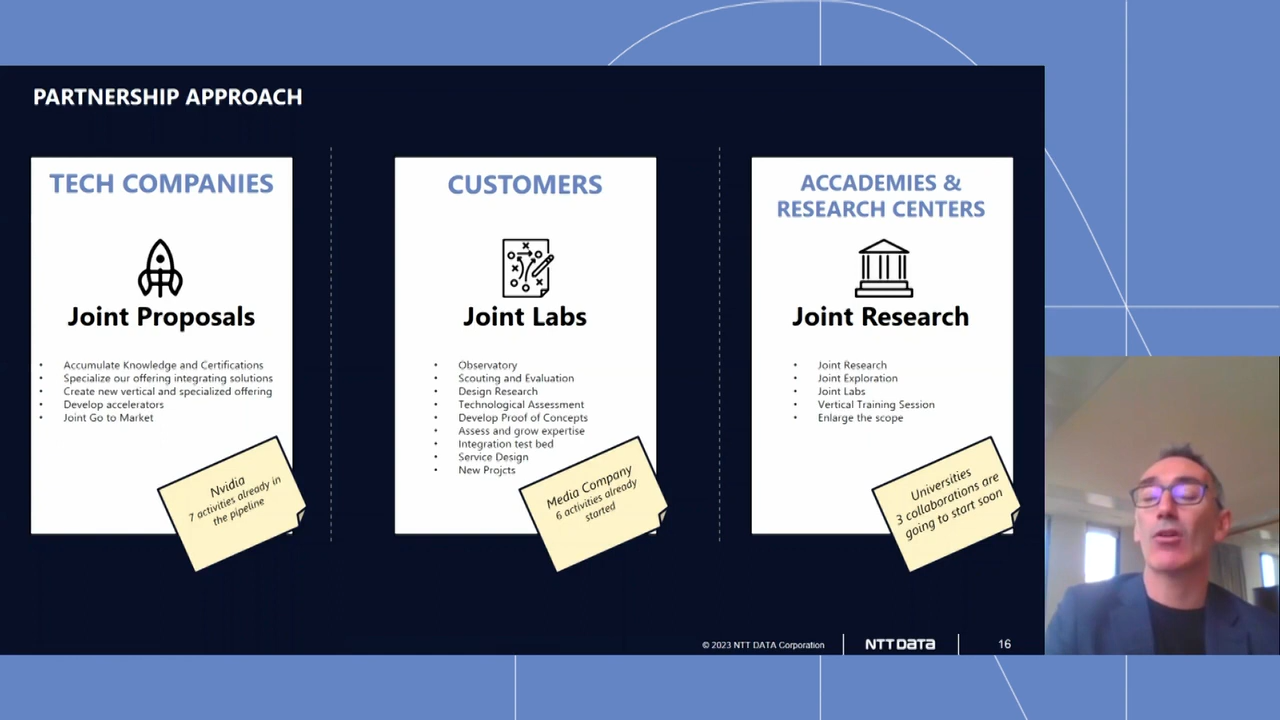 PARTNERSHIP APPROACH
TECH COMPANIES
Joint Proposals
• Accumulate Knowledge and Certifications
• Specialize our offering integrating solutions
• Create new vertical and specialized offering
• Develop accelerators
• Joint Go to Market
Nvidia
7 activities already in
the pipeline
CUSTOMERS
Joint Labs
• Observatory
• Scouting and Evaluation
• Design Research
• Technological Assessment
• Develop Proof of Concepts
• Assess and grow expertise
• Integration test bed
• Service Design
• New Projcts
Media Company
6 activities already
started
ACCADEMIES &
RESEARCH CENTERS
Joint Research
• Joint Research
• Joint Exploration
• Joint Labs
• Vertical Training Session
• Enlarge the scope
Universities
3 collaborations are
going to start soon
© 2023 NTT DATA Corporation
NTT DATA
16